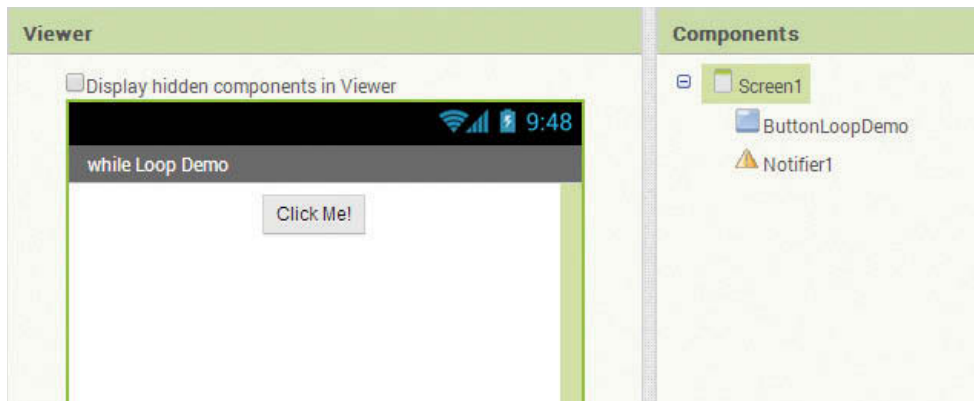 Viewer
Display hidden components in Viewer
9:48
while Loop Demo
Click Me!
Components
Screen1
ButtonLoopDemo
Notifier1